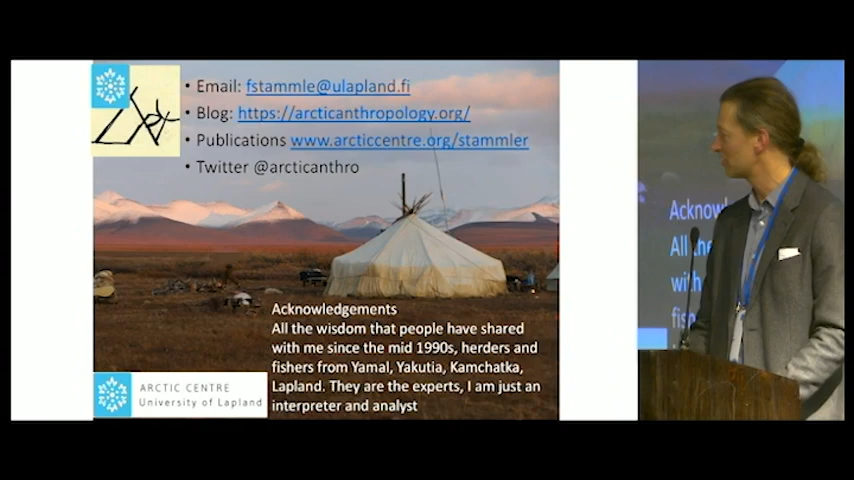 • Email: fstammle@ulapland.fi
• Blog: https://arcticanthropology.org/
• Publications www.arcticcentre.org/stammler
• Twitter @arcticanthro
Acknowledgements
All the wisdom that people have shared
with me since the mid 1990s, herders and
fishers from Yamal, Yakutia, Kamchatka,
Lapland. They are the experts, I am just an
interpreter and analyst
ARCTIC CENTRE
University of Lapland
Acknowl
All the
with